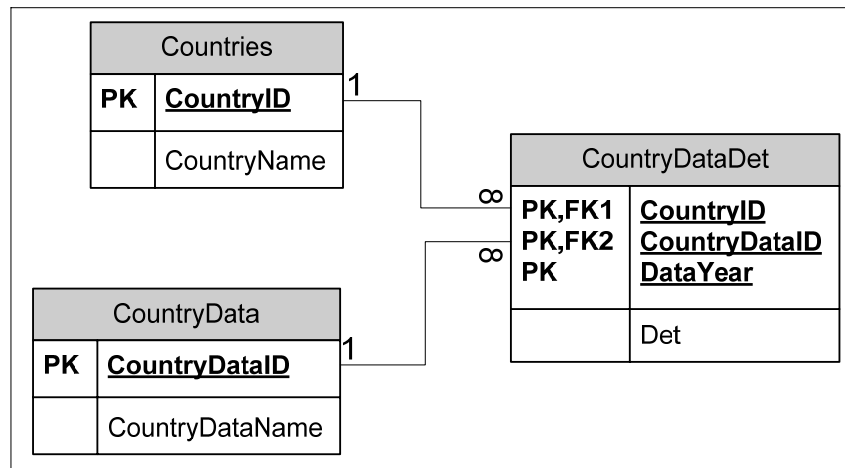 Countries
PK CountryID
CountryName
1
∞
CountryDataDet
PK,FK1 CountryID
PK,FK2 CountryDataID
PK DataYear
Det
∞
CountryData
PK CountryDataID
CountryDataName
1